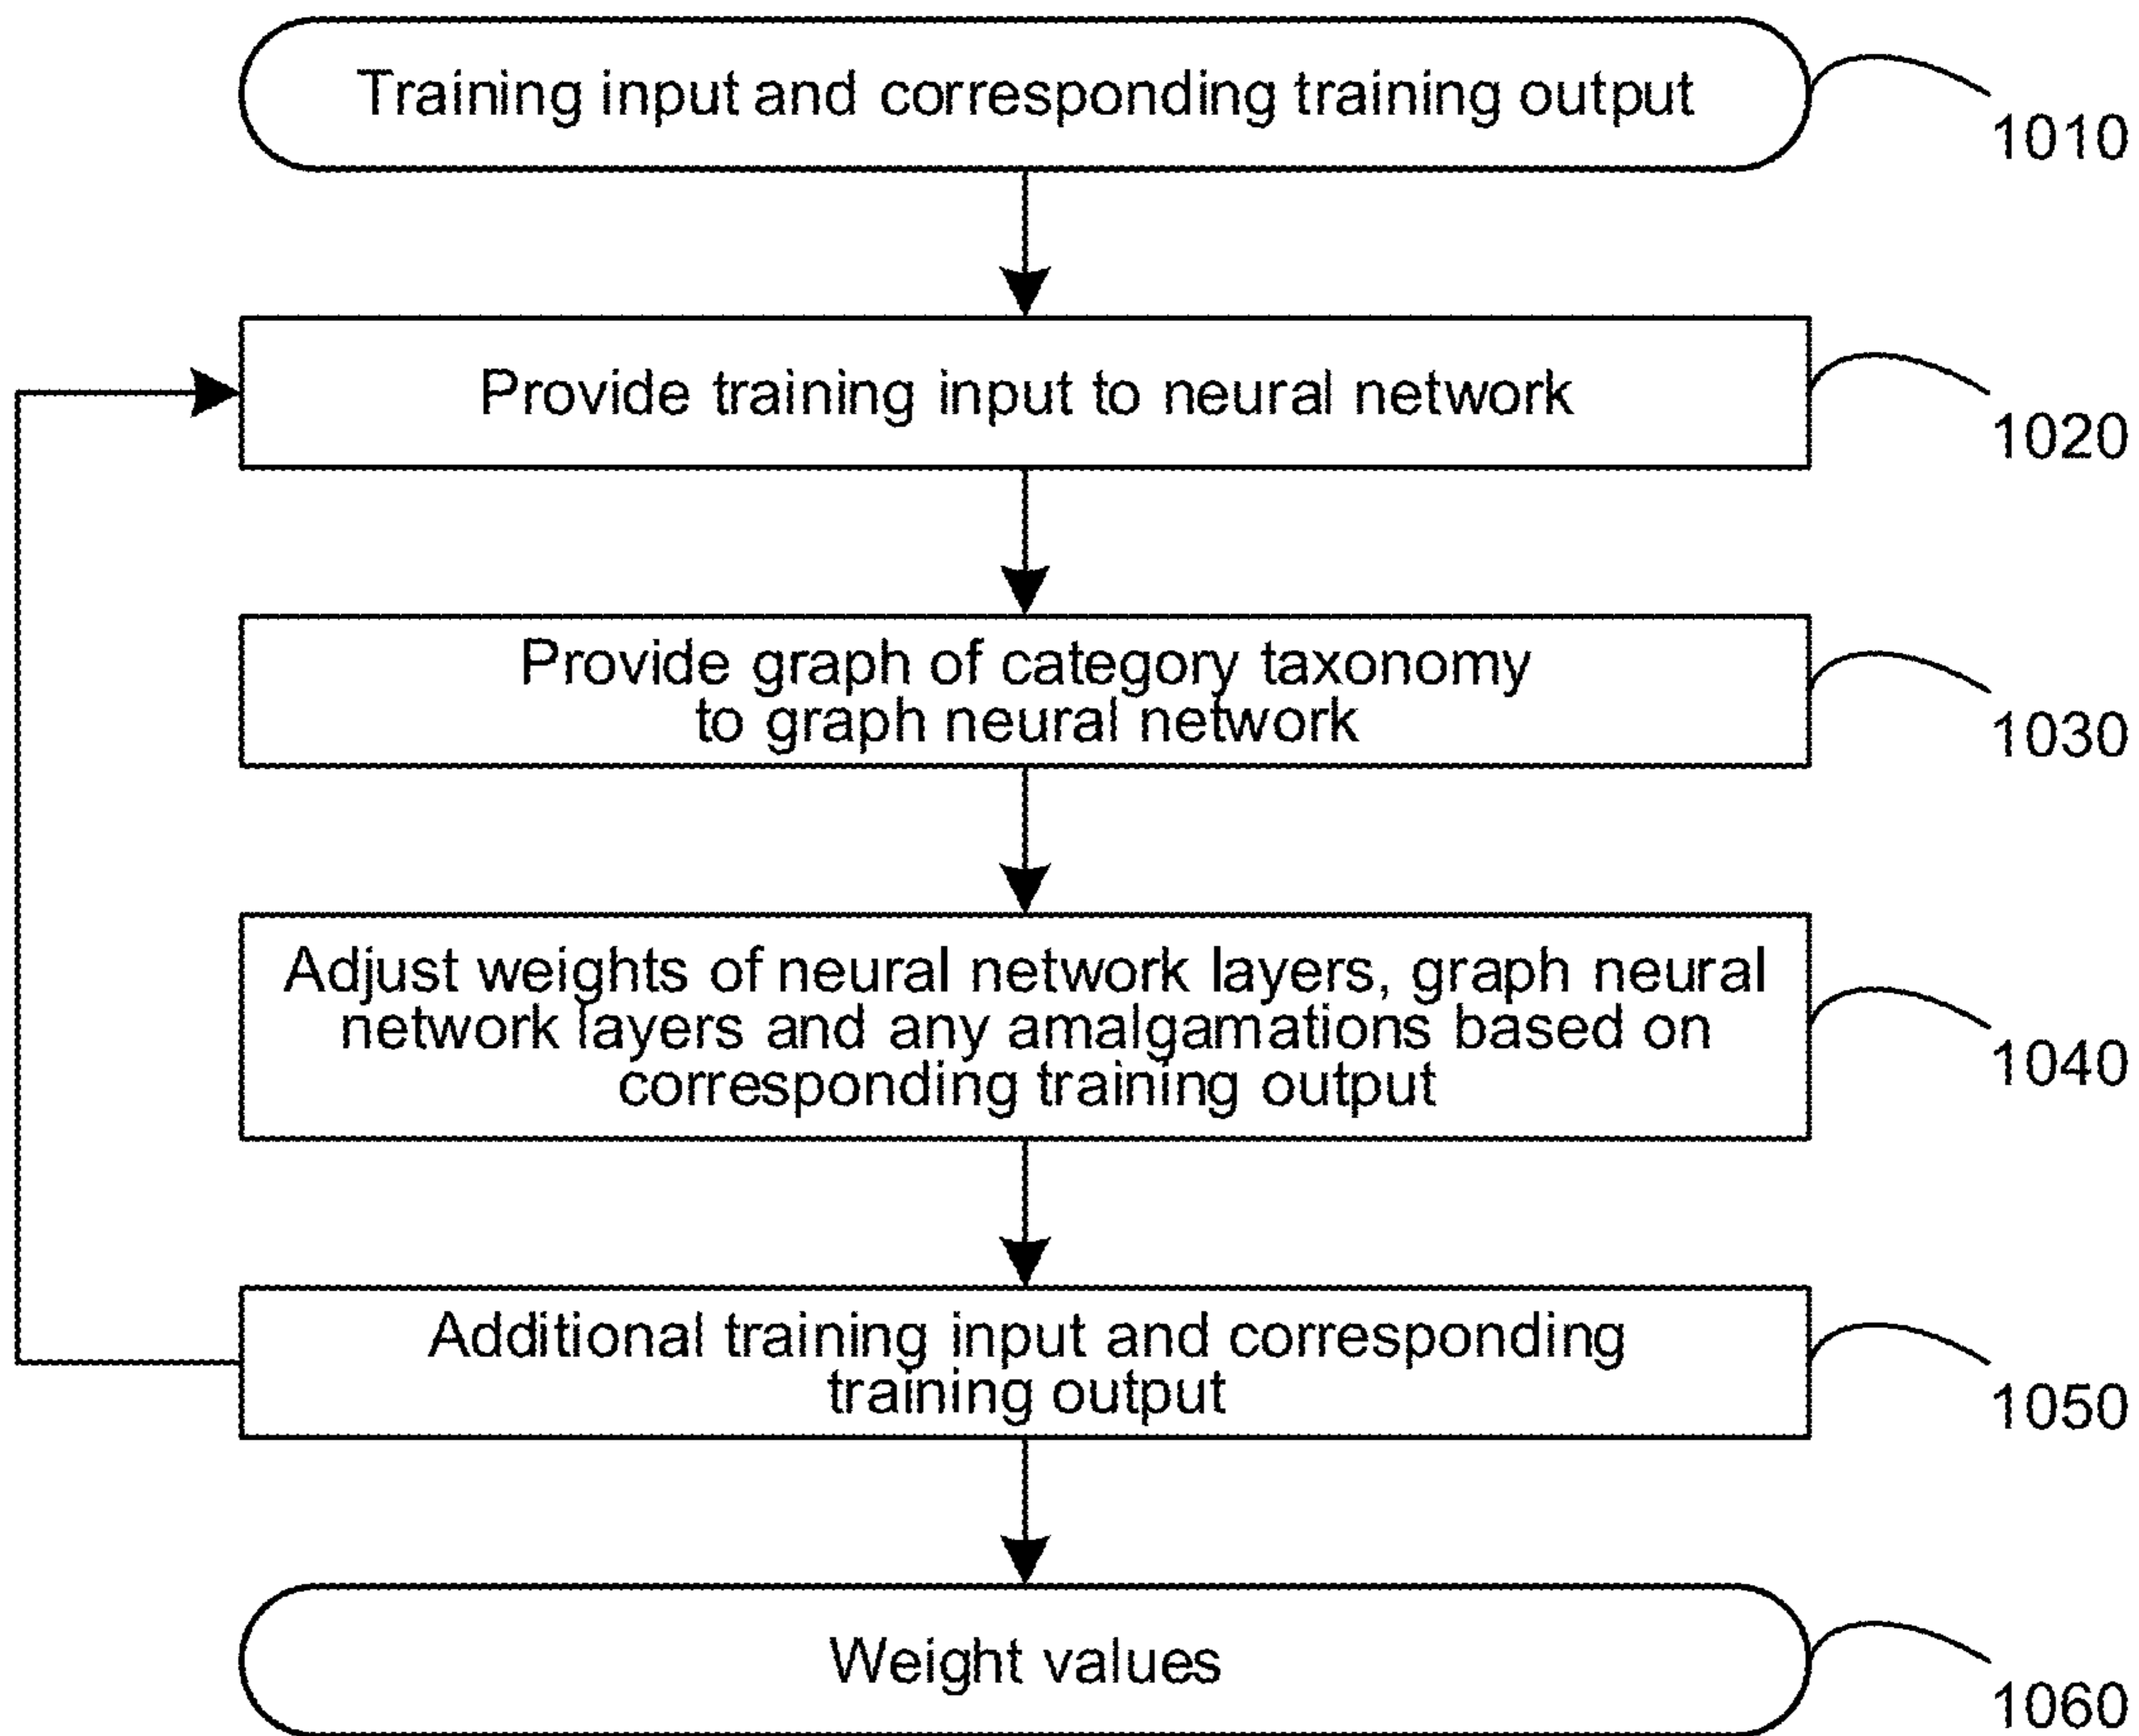 Training input and corresponding training output
1010
Provide training input to neural network
1020
Provide graph of category taxonomy
to graph neural network
1030
Adjust weights of neural network layers, graph neural
network layers and any amalgamations based on
corresponding training output
1040
Additional training input and corresponding
training output
1050
Weight values
1060